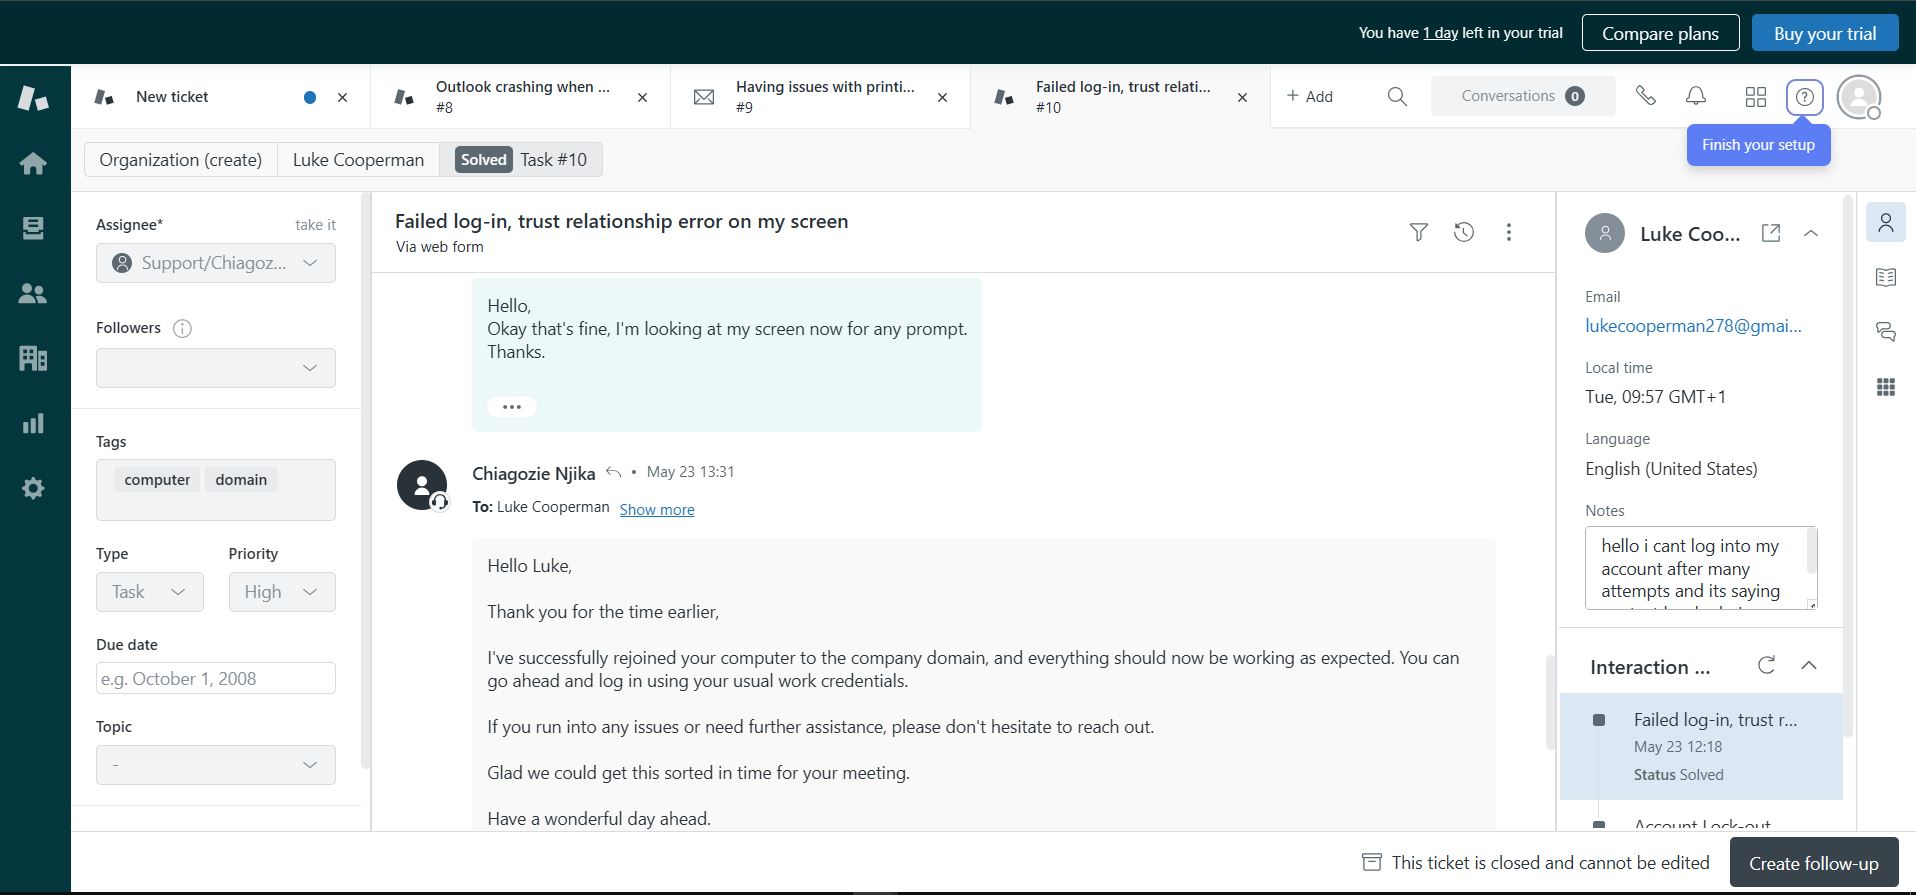 You have 1 day left in your trial
Compare plans
Buy your trial
New ticket
Outlook crashing when ...
#8
Having issues with printi...
#9
Failed log-in, trust relati...
#10
+ Add
Conversations 0
Finish your setup
Organization (create)
Luke Cooperman
Solved Task #10
Assignee*
take it
Support/Chiagoz...
Followers
Tags
computer
domain
Type
Priority
Task
High
Due date
e.g. October 1, 2008
Topic
-
Failed log-in, trust relationship error on my screen
Via web form
Hello,
Okay that's fine, I'm looking at my screen now for any prompt.
Thanks.
Chiagozie Njika • May 23 13:31
To: Luke Cooperman Show more
Hello Luke,
Thank you for the time earlier,
I've successfully rejoined your computer to the company domain, and everything should now be working as expected. You can
go ahead and log in using your usual work credentials.
If you run into any issues or need further assistance, please don't hesitate to reach out.
Glad we could get this sorted in time for your meeting.
Have a wonderful day ahead.
Luke Coo...
Email
lukecooperman278@gmai...
Local time
Tue, 09:57 GMT+1
Language
English (United States)
Notes
hello i cant log into my
account after many
attempts and its saying
Interaction ...
Failed log-in, trust r...
May 23 12:18
Status Solved
Account Lock-out
This ticket is closed and cannot be edited
Create follow-up